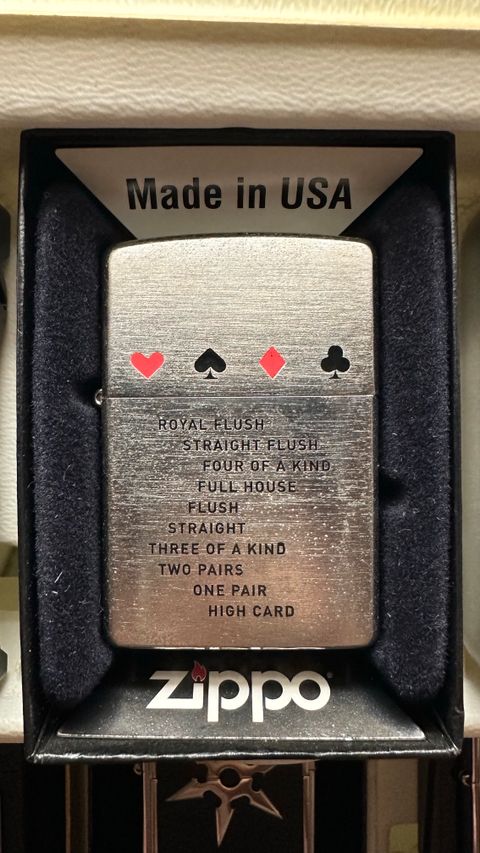 Made in USA
ROYAL FLUSH
STRAIGHT FLUSH
FOUR OF A KIND
FULL HOUSE
FLUSH
STRAIGHT
THREE OF A KIND
TWO PAIRS
ONE PAIR
HIGH CARD
zippo